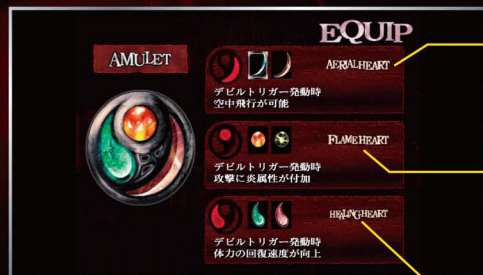 EQUIP
AMULET
AERIALHEART
デビルトリガー発動時
空中飛行が可能
FLAMEHEART
デビルトリガー発動時
攻撃に炎属性が付加
HEALINGHEART
デビルトリガー発動時
体力の回復速度が向上